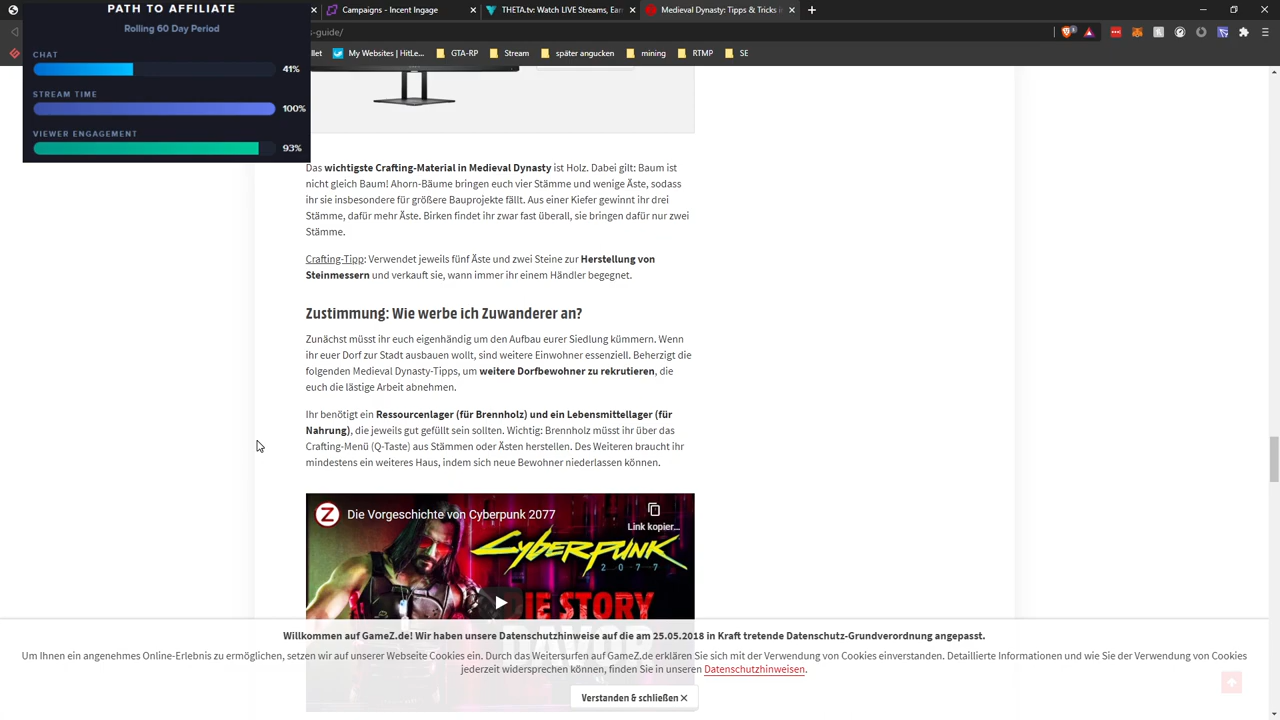 PATH TO AFFILIATE
Rolling 60 Day Period
CHAT
41%
STREAM TIME
100%
VIEWER ENGAGEMENT
93%
Campaigns - Incent Ingage
THETA.tv: Watch LIVE Streams, Ear
Medieval Dynasty: Tipps & Tricks i
s-guide/
llet
My Websites | HitLe...
GTA-RP
Stream
später angucken
mining
RTMP
SE
Das wichtigste Crafting-Material in Medieval Dynasty ist Holz. Dabei gilt: Baum ist
nicht gleich Baum! Ahorn-Bäume bringen euch vier Stämme und wenige Äste, sodass
ihr sie insbesondere für größere Bauprojekte fällt. Aus einer Kiefer gewinnt ihr drei
Stämme, dafür mehr Äste. Birken findet ihr zwar fast überall, sie bringen dafür nur zwei
Stämme.
Crafting-Tipp: Verwendet jeweils fünf Äste und zwei Steine zur Herstellung von
Steinmessern und verkauft sie, wann immer ihr einem Händler begegnet.
Zustimmung: Wie werbe ich Zuwanderer an?
Zunächst müsst ihr euch eigenhändig um den Aufbau eurer Siedlung kümmern. Wenn
ihr euer Dorf zur Stadt ausbauen wollt, sind weitere Einwohner essenziell. Beherzigt die
folgenden Medieval Dynasty-Tipps, um weitere Dorfbewohner zu rekrutieren, die
euch die lästige Arbeit abnehmen.
Ihr benötigt ein Ressourcenlager (für Brennholz) und ein Lebensmittellager (für
Nahrung), die jeweils gut gefüllt sein sollten. Wichtig: Brennholz müsst ihr über das
Crafting-Menü (Q-Taste) aus Stämmen oder Ästen herstellen. Des Weiteren braucht ihr
mindestens ein weiteres Haus, indem sich neue Bewohner niederlassen können.
Z
Die Vorgeschichte von Cyberpunk 2077
Link kopier...
Cyberpunk
2077
DIE STORY
DAVOR
Willkommen auf GameZ.de! Wir haben unsere Datenschutzhinweise auf die am 25.05.2018 in Kraft tretende Datenschutz-Grundverordnung angepasst.
Um Ihnen ein angenehmes Online-Erlebnis zu ermöglichen, setzen wir auf unserer Webseite Cookies ein. Durch das Weitersurfen auf GameZ.de erklären Sie sich mit der Verwendung von Cookies einverstanden. Detaillierte Informationen und wie Sie der Verwendung von Cookies
jederzeit widersprechen können, finden Sie in unseren Datenschutzhinweisen.
Verstanden & schließen ✕